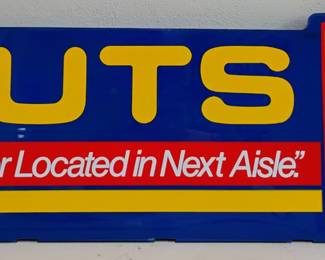 UTS
r Located in Next Aisle."